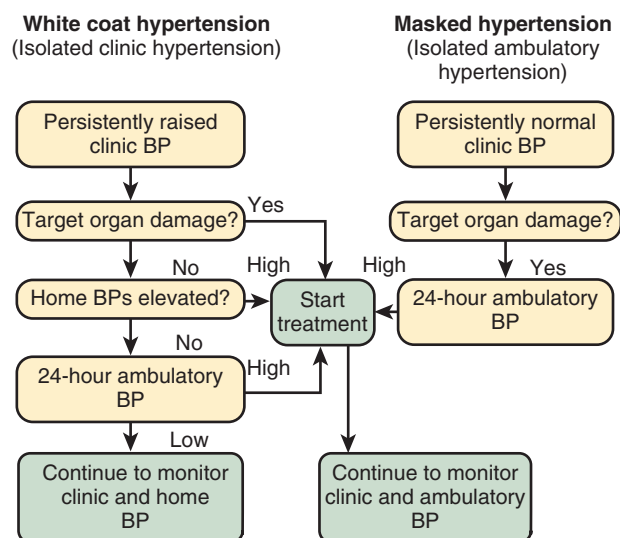 White coat hypertension
(Isolated clinic hypertension)
Masked hypertension
(Isolated ambulatory
hypertension)
Persistently raised
clinic BP
Persistently normal
clinic BP
Target organ damage?
Yes
Target organ damage?
No
High
High
Yes
Home BPs elevated?
Start
treatment
24-hour ambulatory
BP
No
24-hour ambulatory
BP
High
Low
Continue to monitor
clinic and home
BP
Continue to monitor
clinic and ambulatory
BP